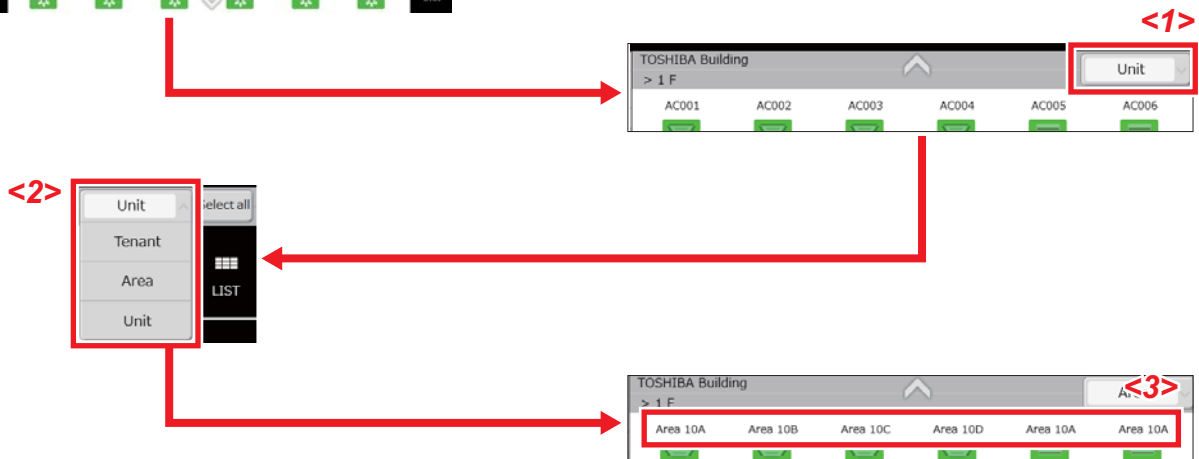 <1>
TOSHIBA Building
Unit
> 1 F
AC001 AC002 AC003 AC004 AC005 AC006
<2>
Unit
Select all
Tenant
Area
LIST
Unit
TOSHIBA Building
<3>
> 1 F
Area 10A Area 10B Area 10C Area 10D Area 10A Area 10A